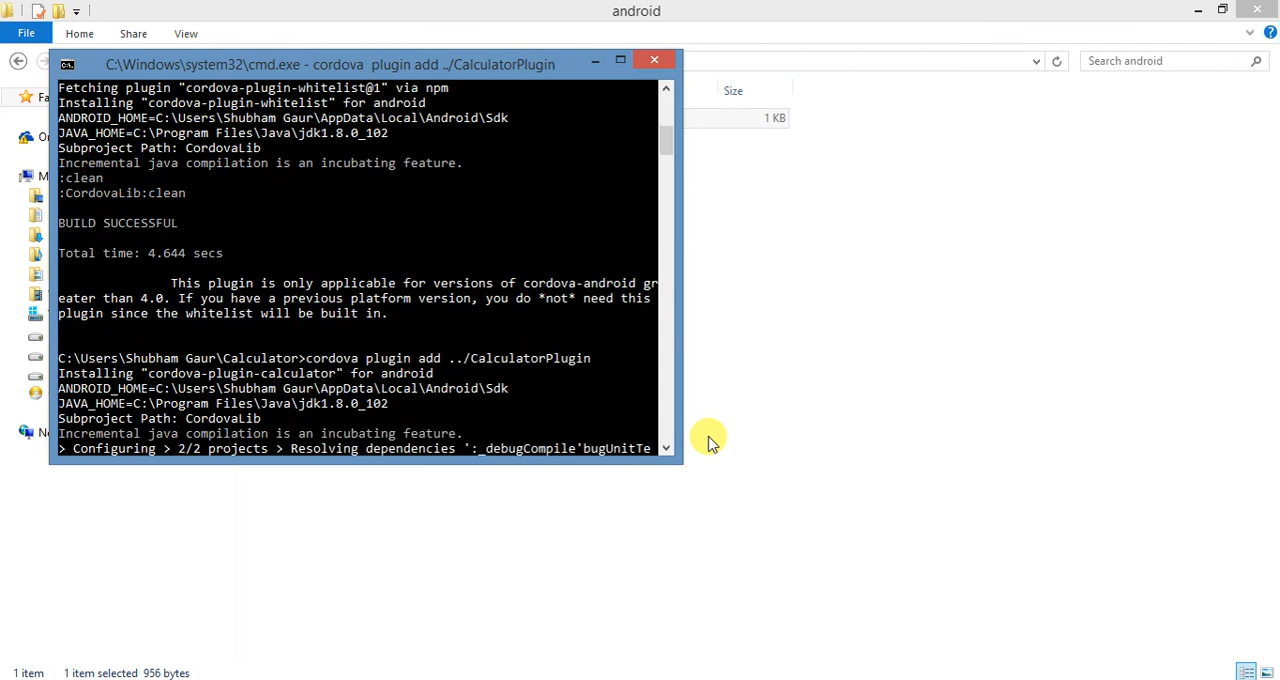 android
File
Home
Share
View
Search android
Fa
Size
On
1 KB
M
Ne
C:\Windows\system32\cmd.exe - cordova  plugin add ../CalculatorPlugin
Fetching plugin "cordova-plugin-whitelist@1" via npm
Installing "cordova-plugin-whitelist" for android
ANDROID_HOME=C:\Users\Shubham Gaur\AppData\Local\Android\Sdk
JAVA_HOME=C:\Program Files\Java\jdk1.8.0_102
Subproject Path: CordovaLib
Incremental java compilation is an incubating feature.
:clean
:CordovaLib:clean
BUILD SUCCESSFUL
Total time: 4.644 secs
This plugin is only applicable for versions of cordova-android gr
eater than 4.0. If you have a previous platform version, you do *not* need this
plugin since the whitelist will be built in.
C:\Users\Shubham Gaur\Calculator>cordova plugin add ../CalculatorPlugin
Installing "cordova-plugin-calculator" for android
ANDROID_HOME=C:\Users\Shubham Gaur\AppData\Local\Android\Sdk
JAVA_HOME=C:\Program Files\Java\jdk1.8.0_102
Subproject Path: CordovaLib
Incremental java compilation is an incubating feature.
> Configuring > 2/2 projects > Resolving dependencies ':_debugCompile'bugUnitTe
1 item
1 item selected  956 bytes